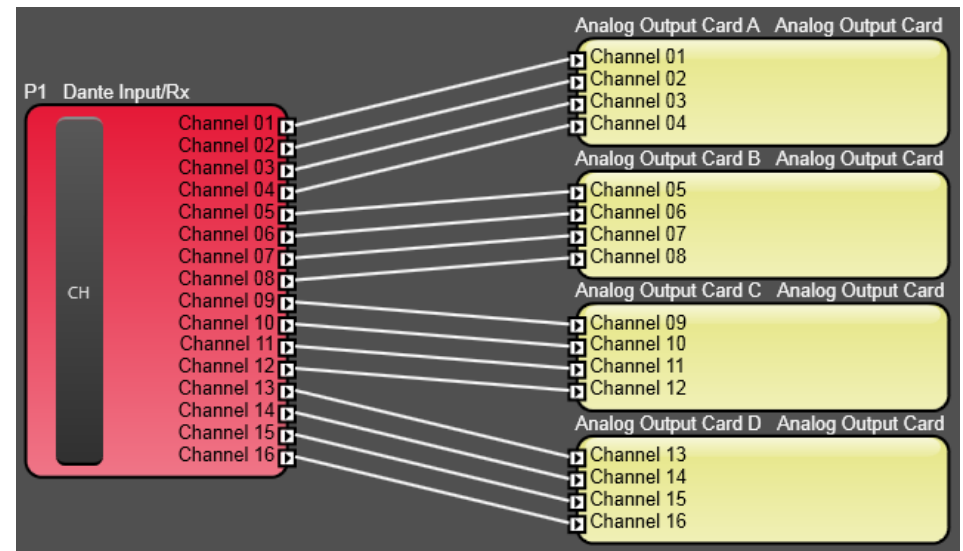 P1 Dante Input/Rx
CH
Channel 01
Channel 02
Channel 03
Channel 04
Channel 05
Channel 06
Channel 07
Channel 08
Channel 09
Channel 10
Channel 11
Channel 12
Channel 13
Channel 14
Channel 15
Channel 16
Analog Output Card A Analog Output Card
Channel 01
Channel 02
Channel 03
Channel 04
Analog Output Card B Analog Output Card
Channel 05
Channel 06
Channel 07
Channel 08
Analog Output Card C Analog Output Card
Channel 09
Channel 10
Channel 11
Channel 12
Analog Output Card D Analog Output Card
Channel 13
Channel 14
Channel 15
Channel 16